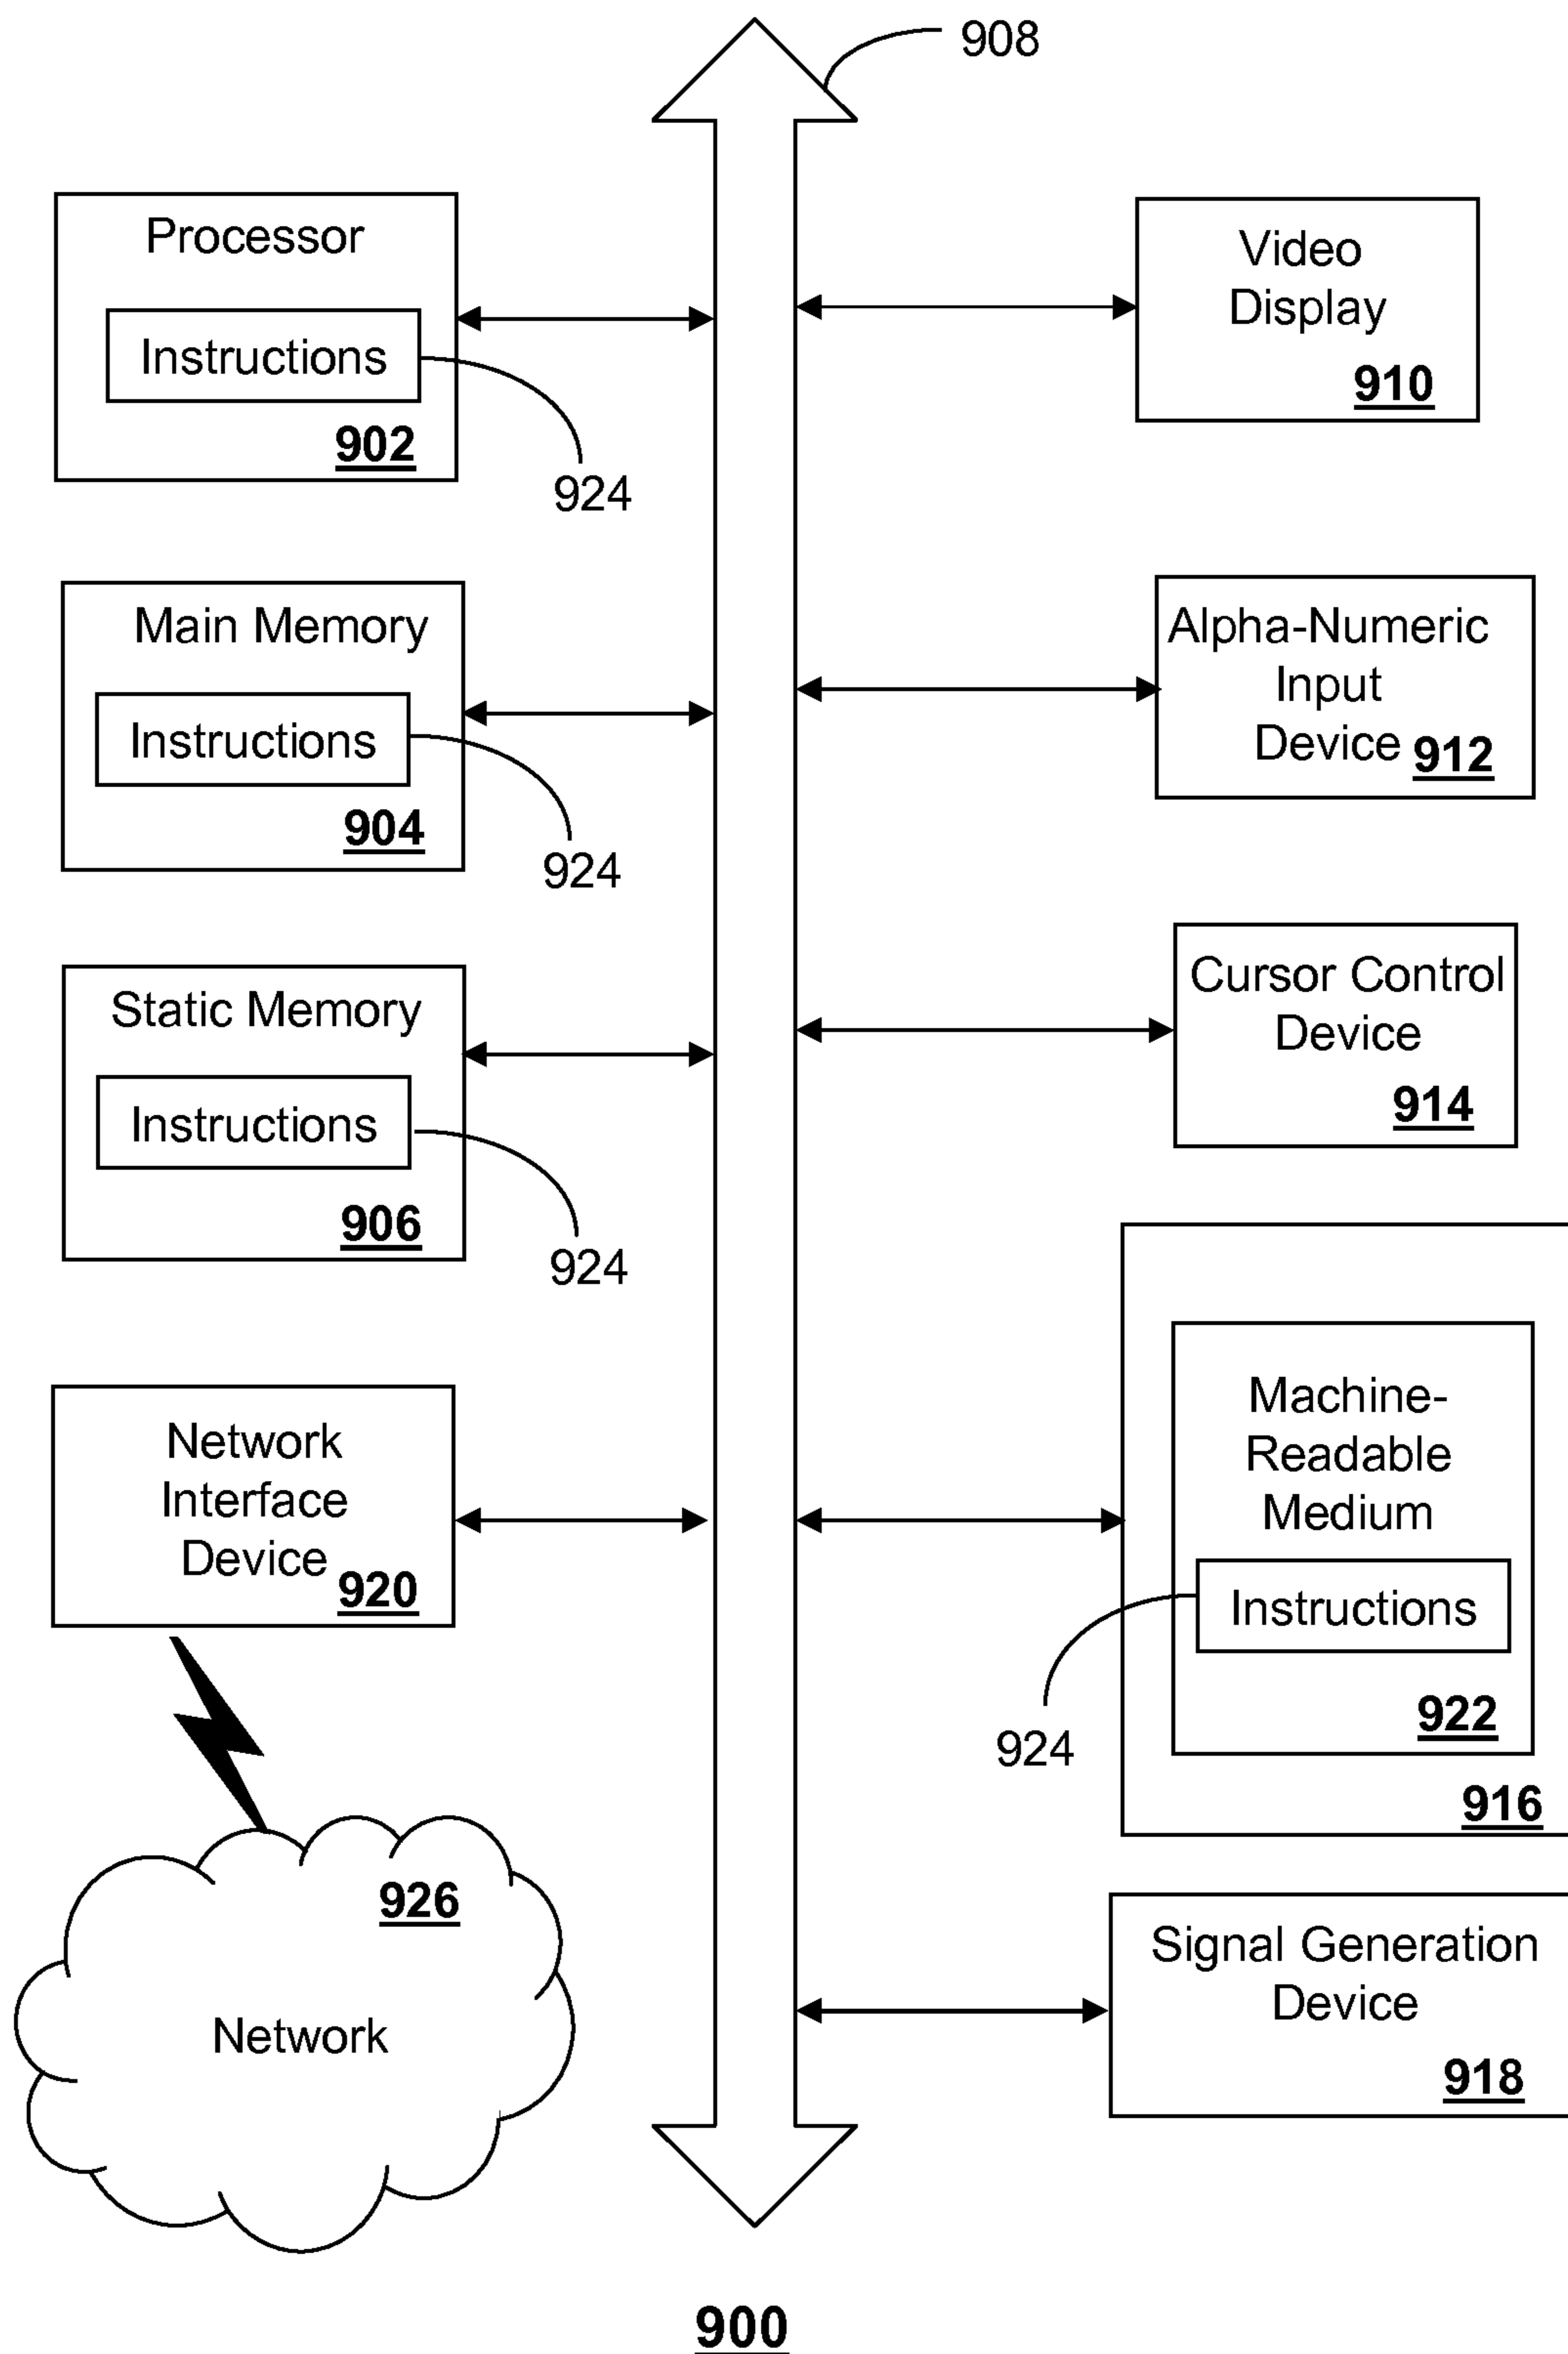 908
Processor
Instructions
902
924
Main Memory
Instructions
904
924
Static Memory
Instructions
906
924
Network
Interface
Device
920
926
Network
Video
Display
910
Alpha-Numeric
Input
Device
912
Cursor Control
Device
914
Machine-
Readable
Medium
Instructions
924
922
916
Signal Generation
Device
918
900